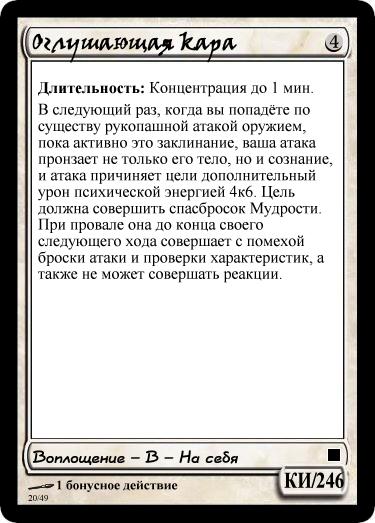 Оглушающая кара 4
Длительность: Концентрация до 1 мин.
В следующий раз, когда вы попадёте по
существу рукопашной атакой оружием,
пока активно это заклинание, ваша атака
пронзает не только его тело, но и сознание,
и атака причиняет цели дополнительный
урон психической энергией 4к6. Цель
должна совершить спасбросок Мудрости.
При провале она до конца своего
следующего хода совершает с помехой
броски атаки и проверки характеристик, а
также не может совершать реакции.
Воплощение – В – На себя
КИ/246
1 бонусное действие
20/49